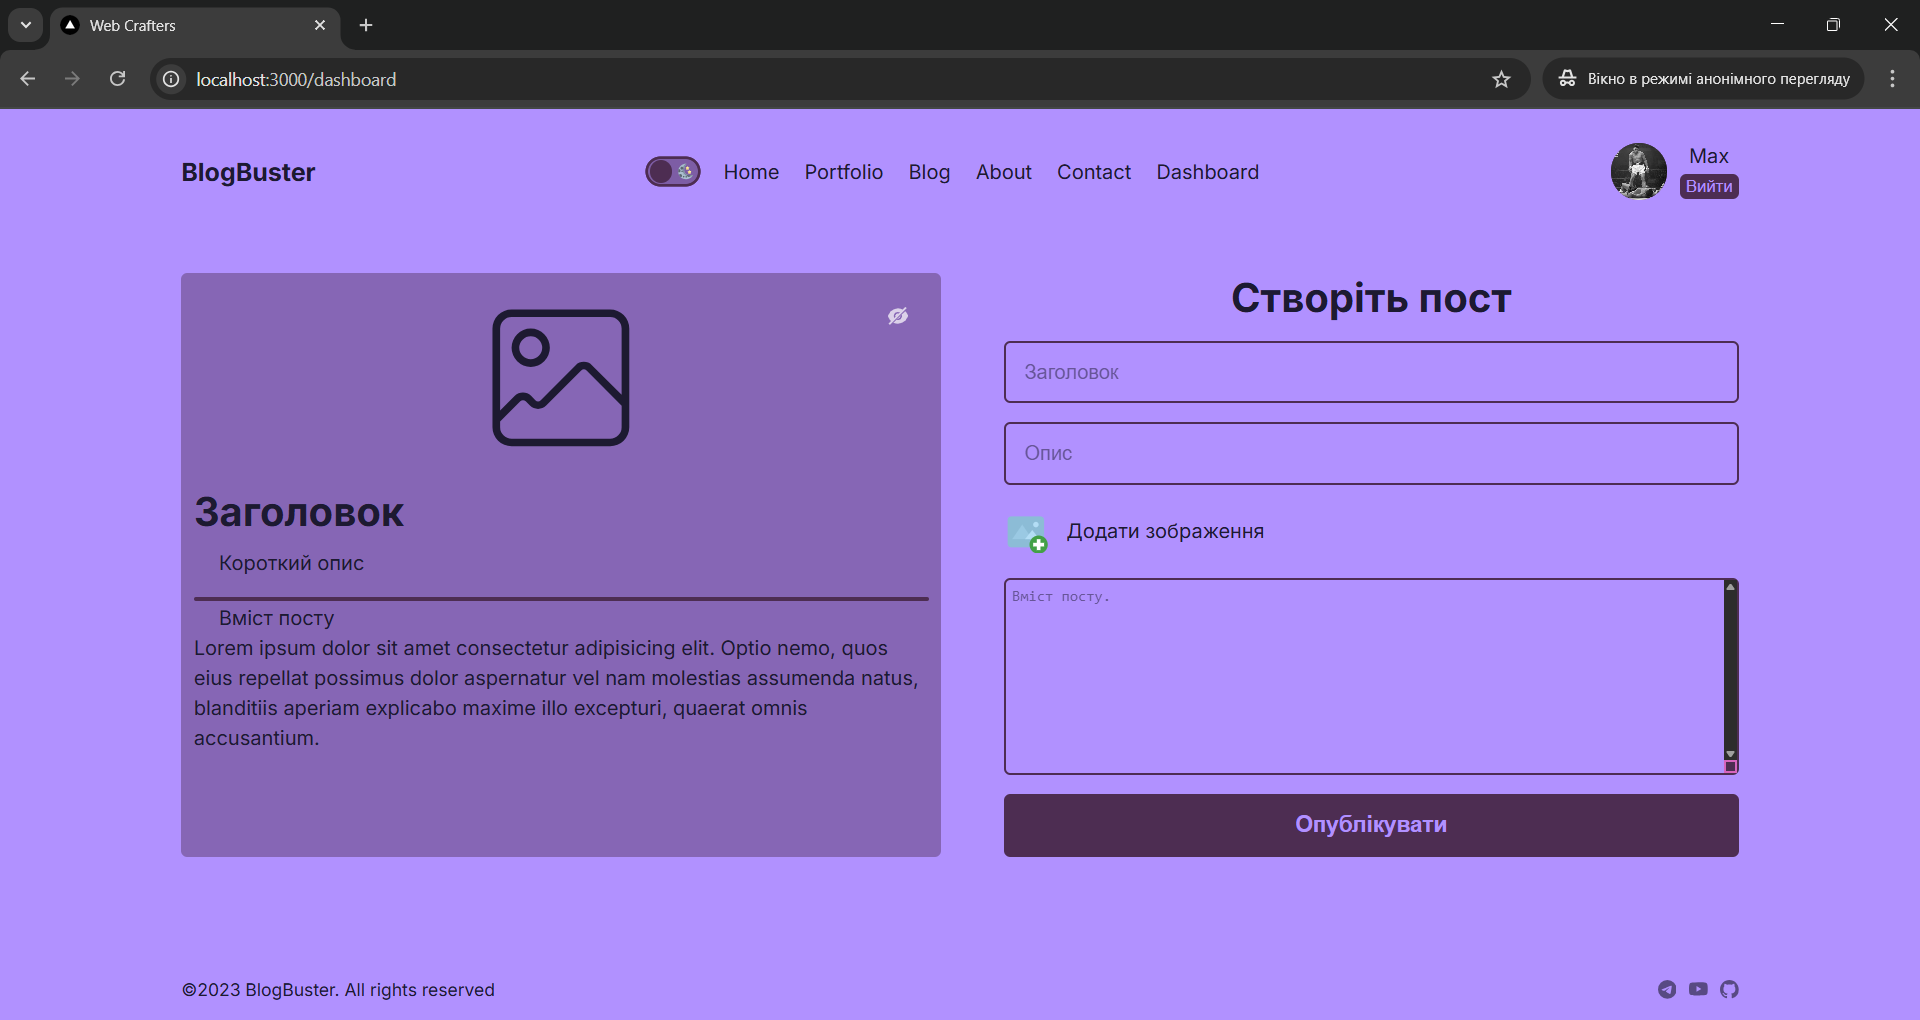 Web Crafters
localhost:3000/dashboard
Вікно в режимі анонімного перегляду
BlogBuster
Home Portfolio Blog About Contact Dashboard
Max
Вийти
Заголовок
Короткий опис
Вміст посту
Lorem ipsum dolor sit amet consectetur adipisicing elit. Optio nemo, quos
eius repellat possimus dolor aspernatur vel nam molestias assumenda natus,
blanditiis aperiam explicabo maxime illo excepturi, quaerat omnis
accusantium.
Створіть пост
Заголовок
Опис
Додати зображення
Вміст посту.
Опублікувати
©2023 BlogBuster. All rights reserved